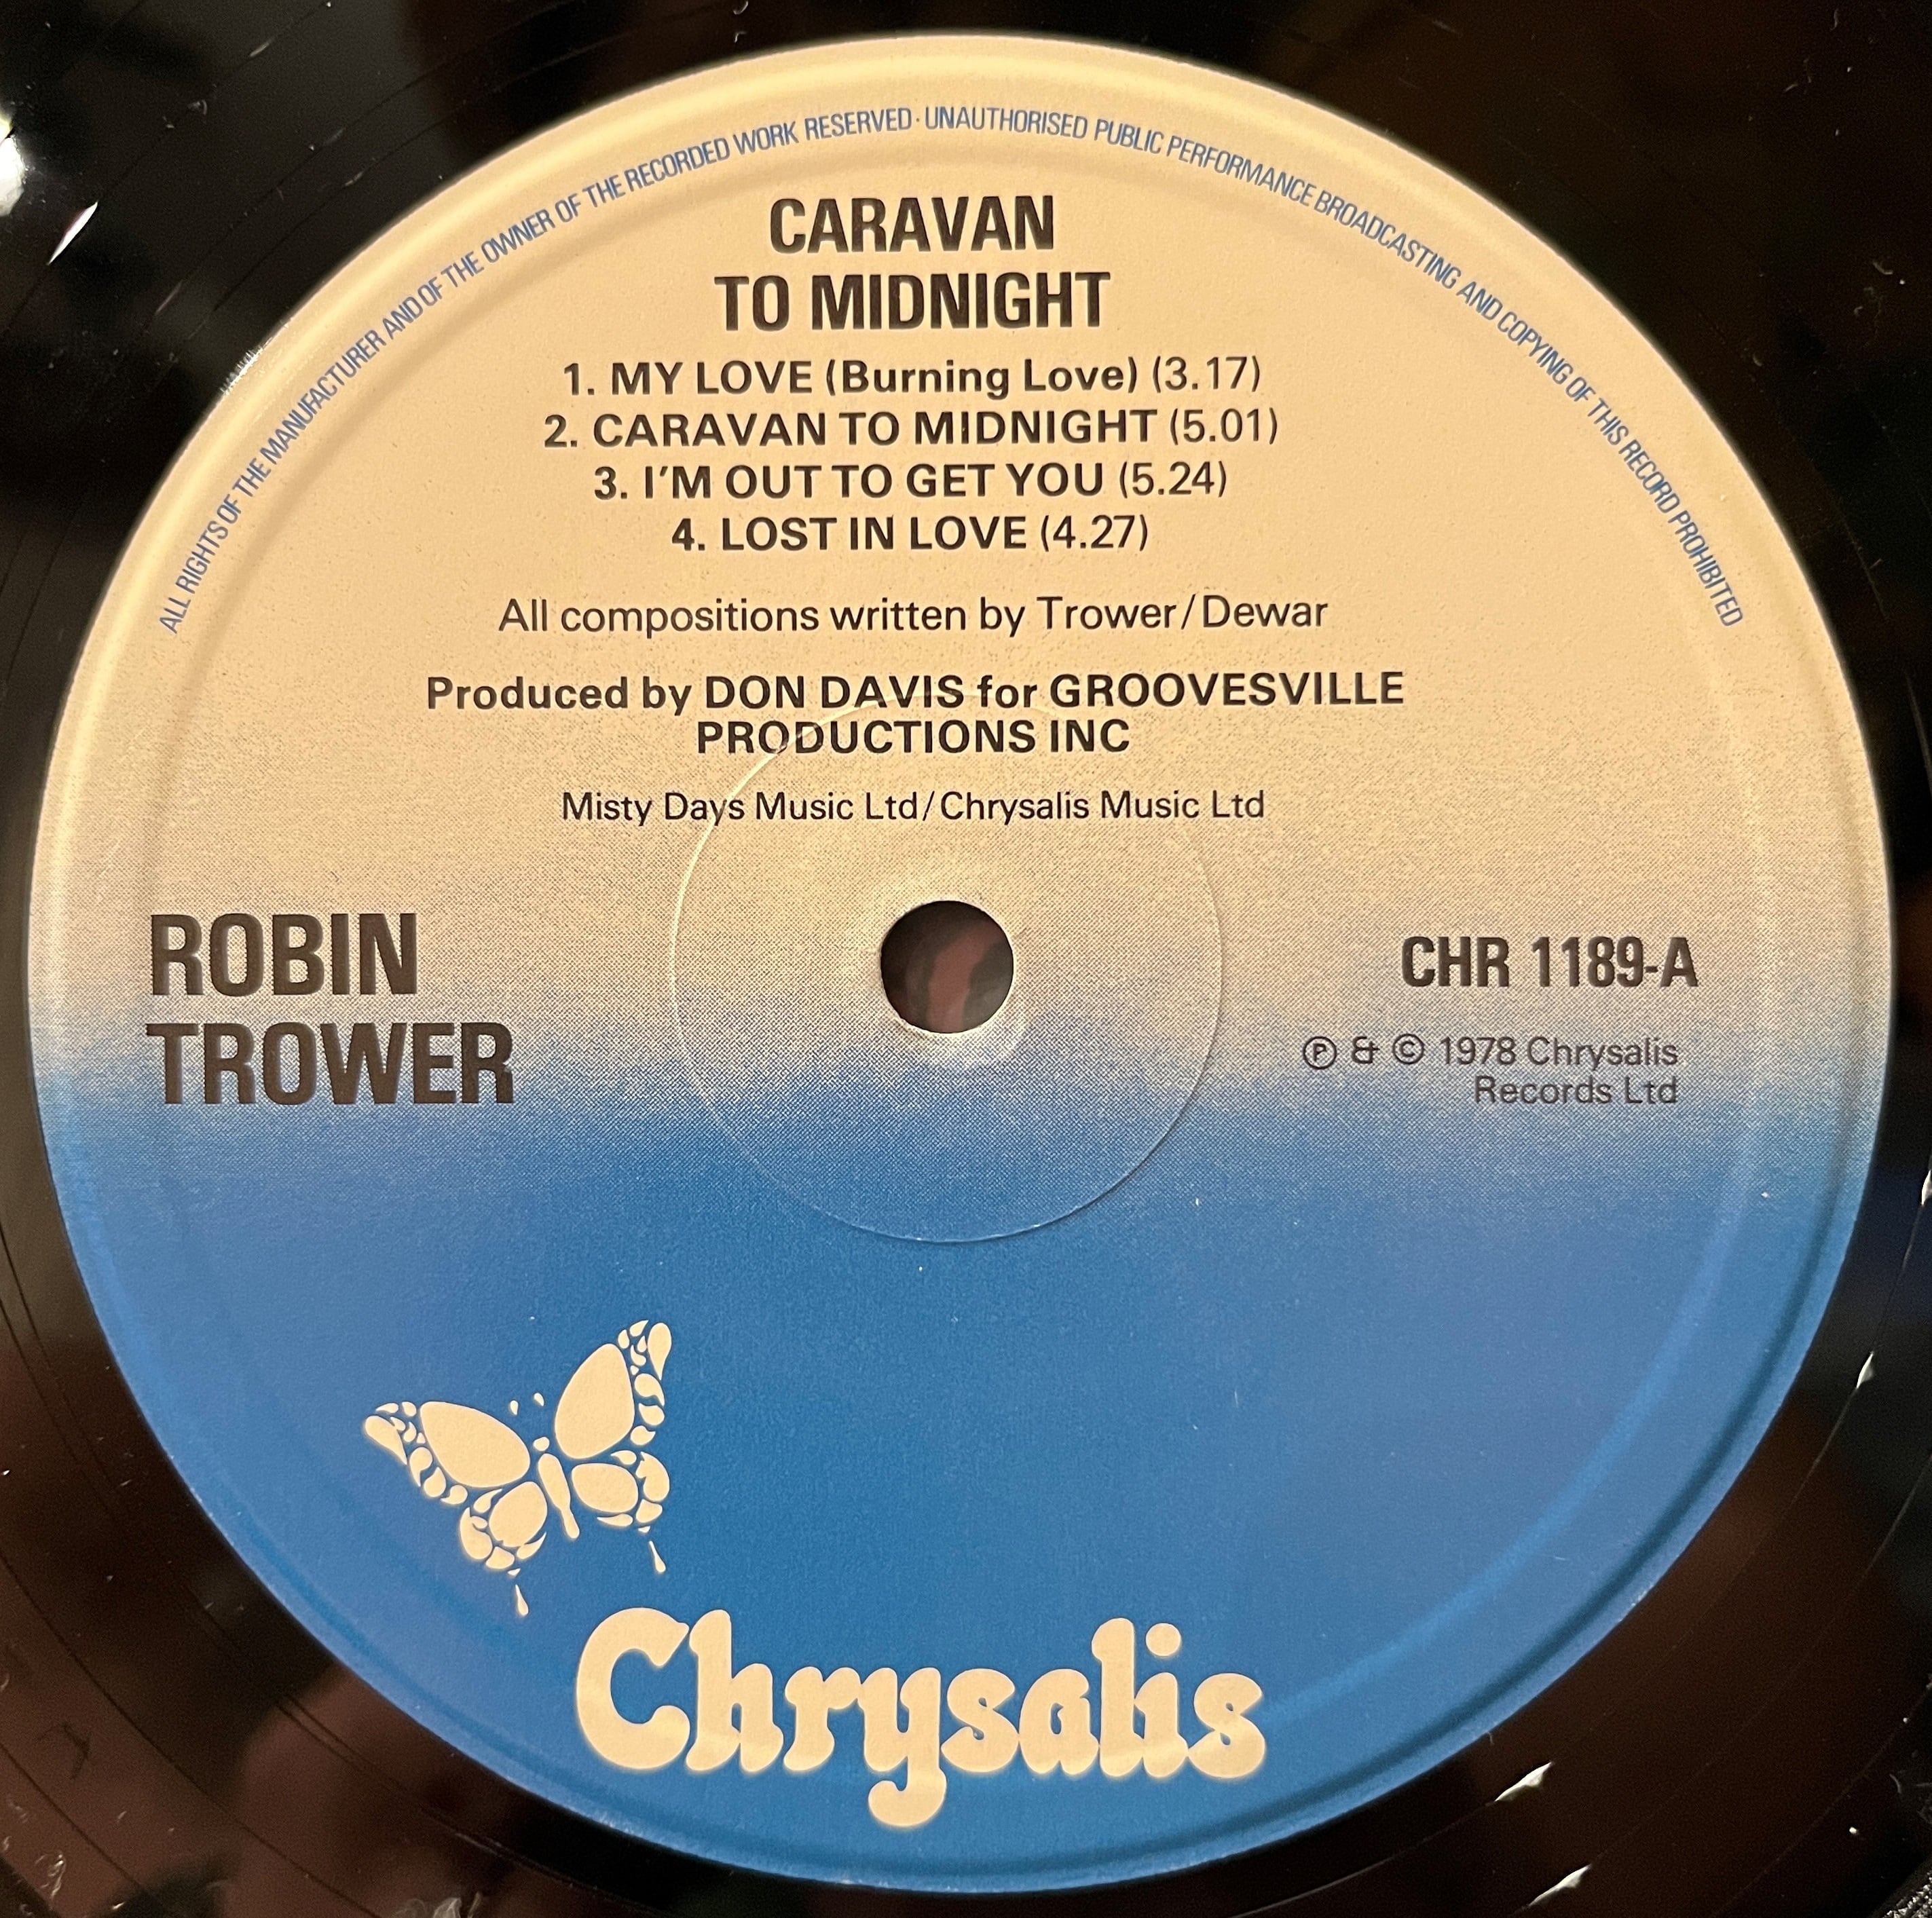 ALL RIGHTS OF THE MANUFACTURER AND OF THE OWNER OF THE RECORDED WORK RESERVED · UNAUTHORISED PUBLIC PERFORMANCE BROADCASTING AND COPYING OF THIS RECORD PROHIBITED
CARAVAN
TO MIDNIGHT
1. MY LOVE (Burning Love) (3.17)
2. CARAVAN TO MIDNIGHT (5.01)
3. I'M OUT TO GET YOU (5.24)
4. LOST IN LOVE (4.27)
All compositions written by Trower/Dewar
Produced by DON DAVIS for GROOVESVILLE
PRODUCTIONS INC
Misty Days Music Ltd/Chrysalis Music Ltd
ROBIN
TROWER
CHR 1189-A
℗ & © 1978 Chrysalis
Records Ltd
Chrysalis